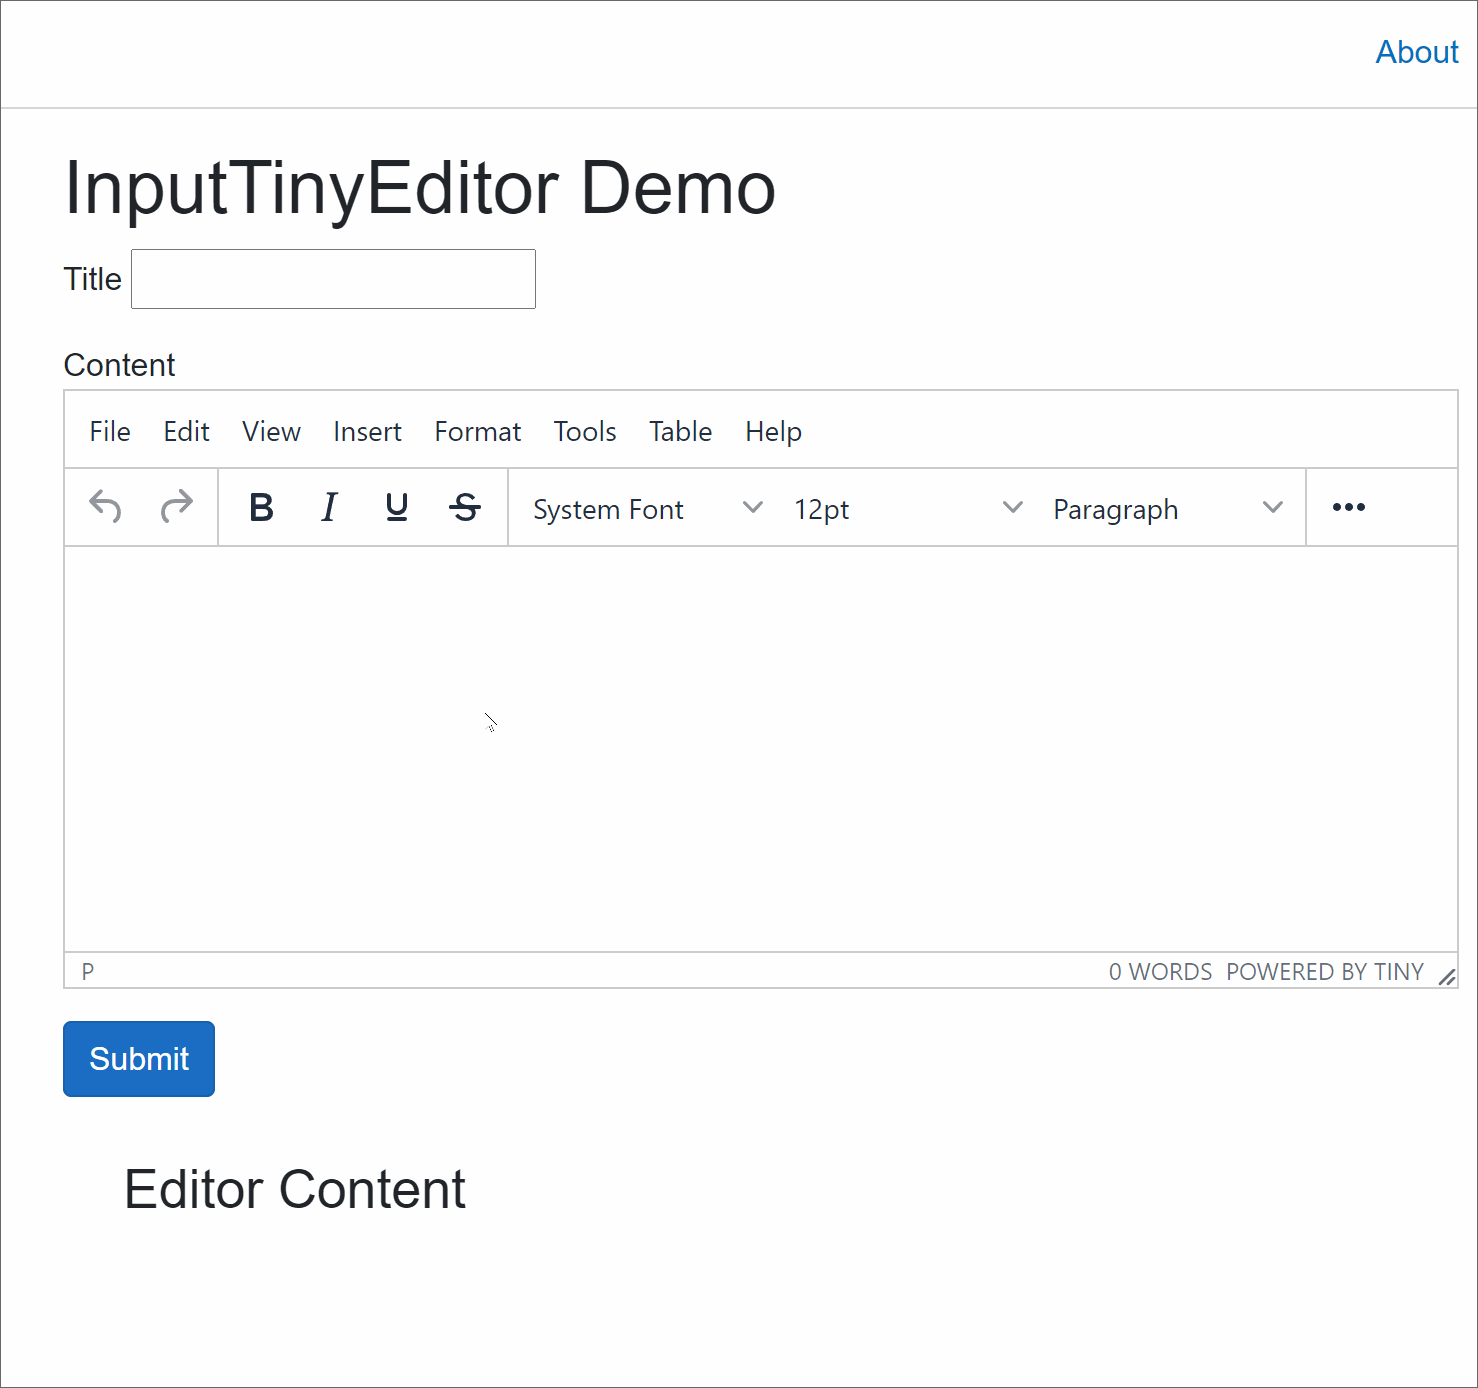 About
InputTinyEditor Demo
Title
Content
File Edit View Insert Format Tools Table Help
B I U S System Font 12pt Paragraph
P 0 WORDS POWERED BY TINY
Submit
Editor Content